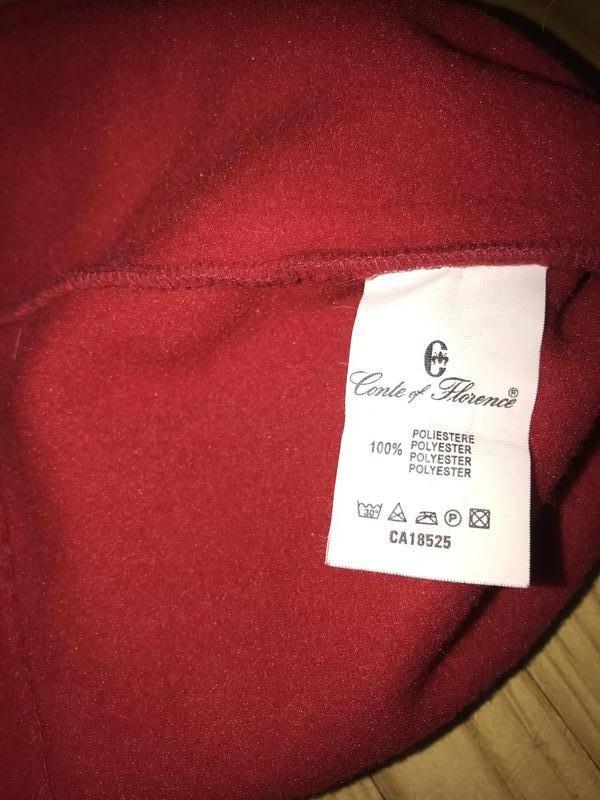 C
Conte of Florence®
100%
POLIESTERE
POLYESTER
POLYESTER
POLYESTER
30°
P
CA18525